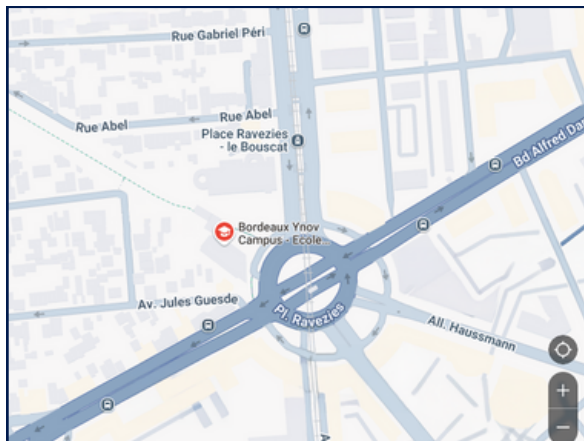 Rue Gabriel Péri
Rue Abel
Rue Abel
Place Ravezies
- le Bouscat
Bd Alfred Da
Bordeaux Ynov
Campus - Ecole...
Av. Jules Guesde
Pl. Ravezies
All. Haussmann
A